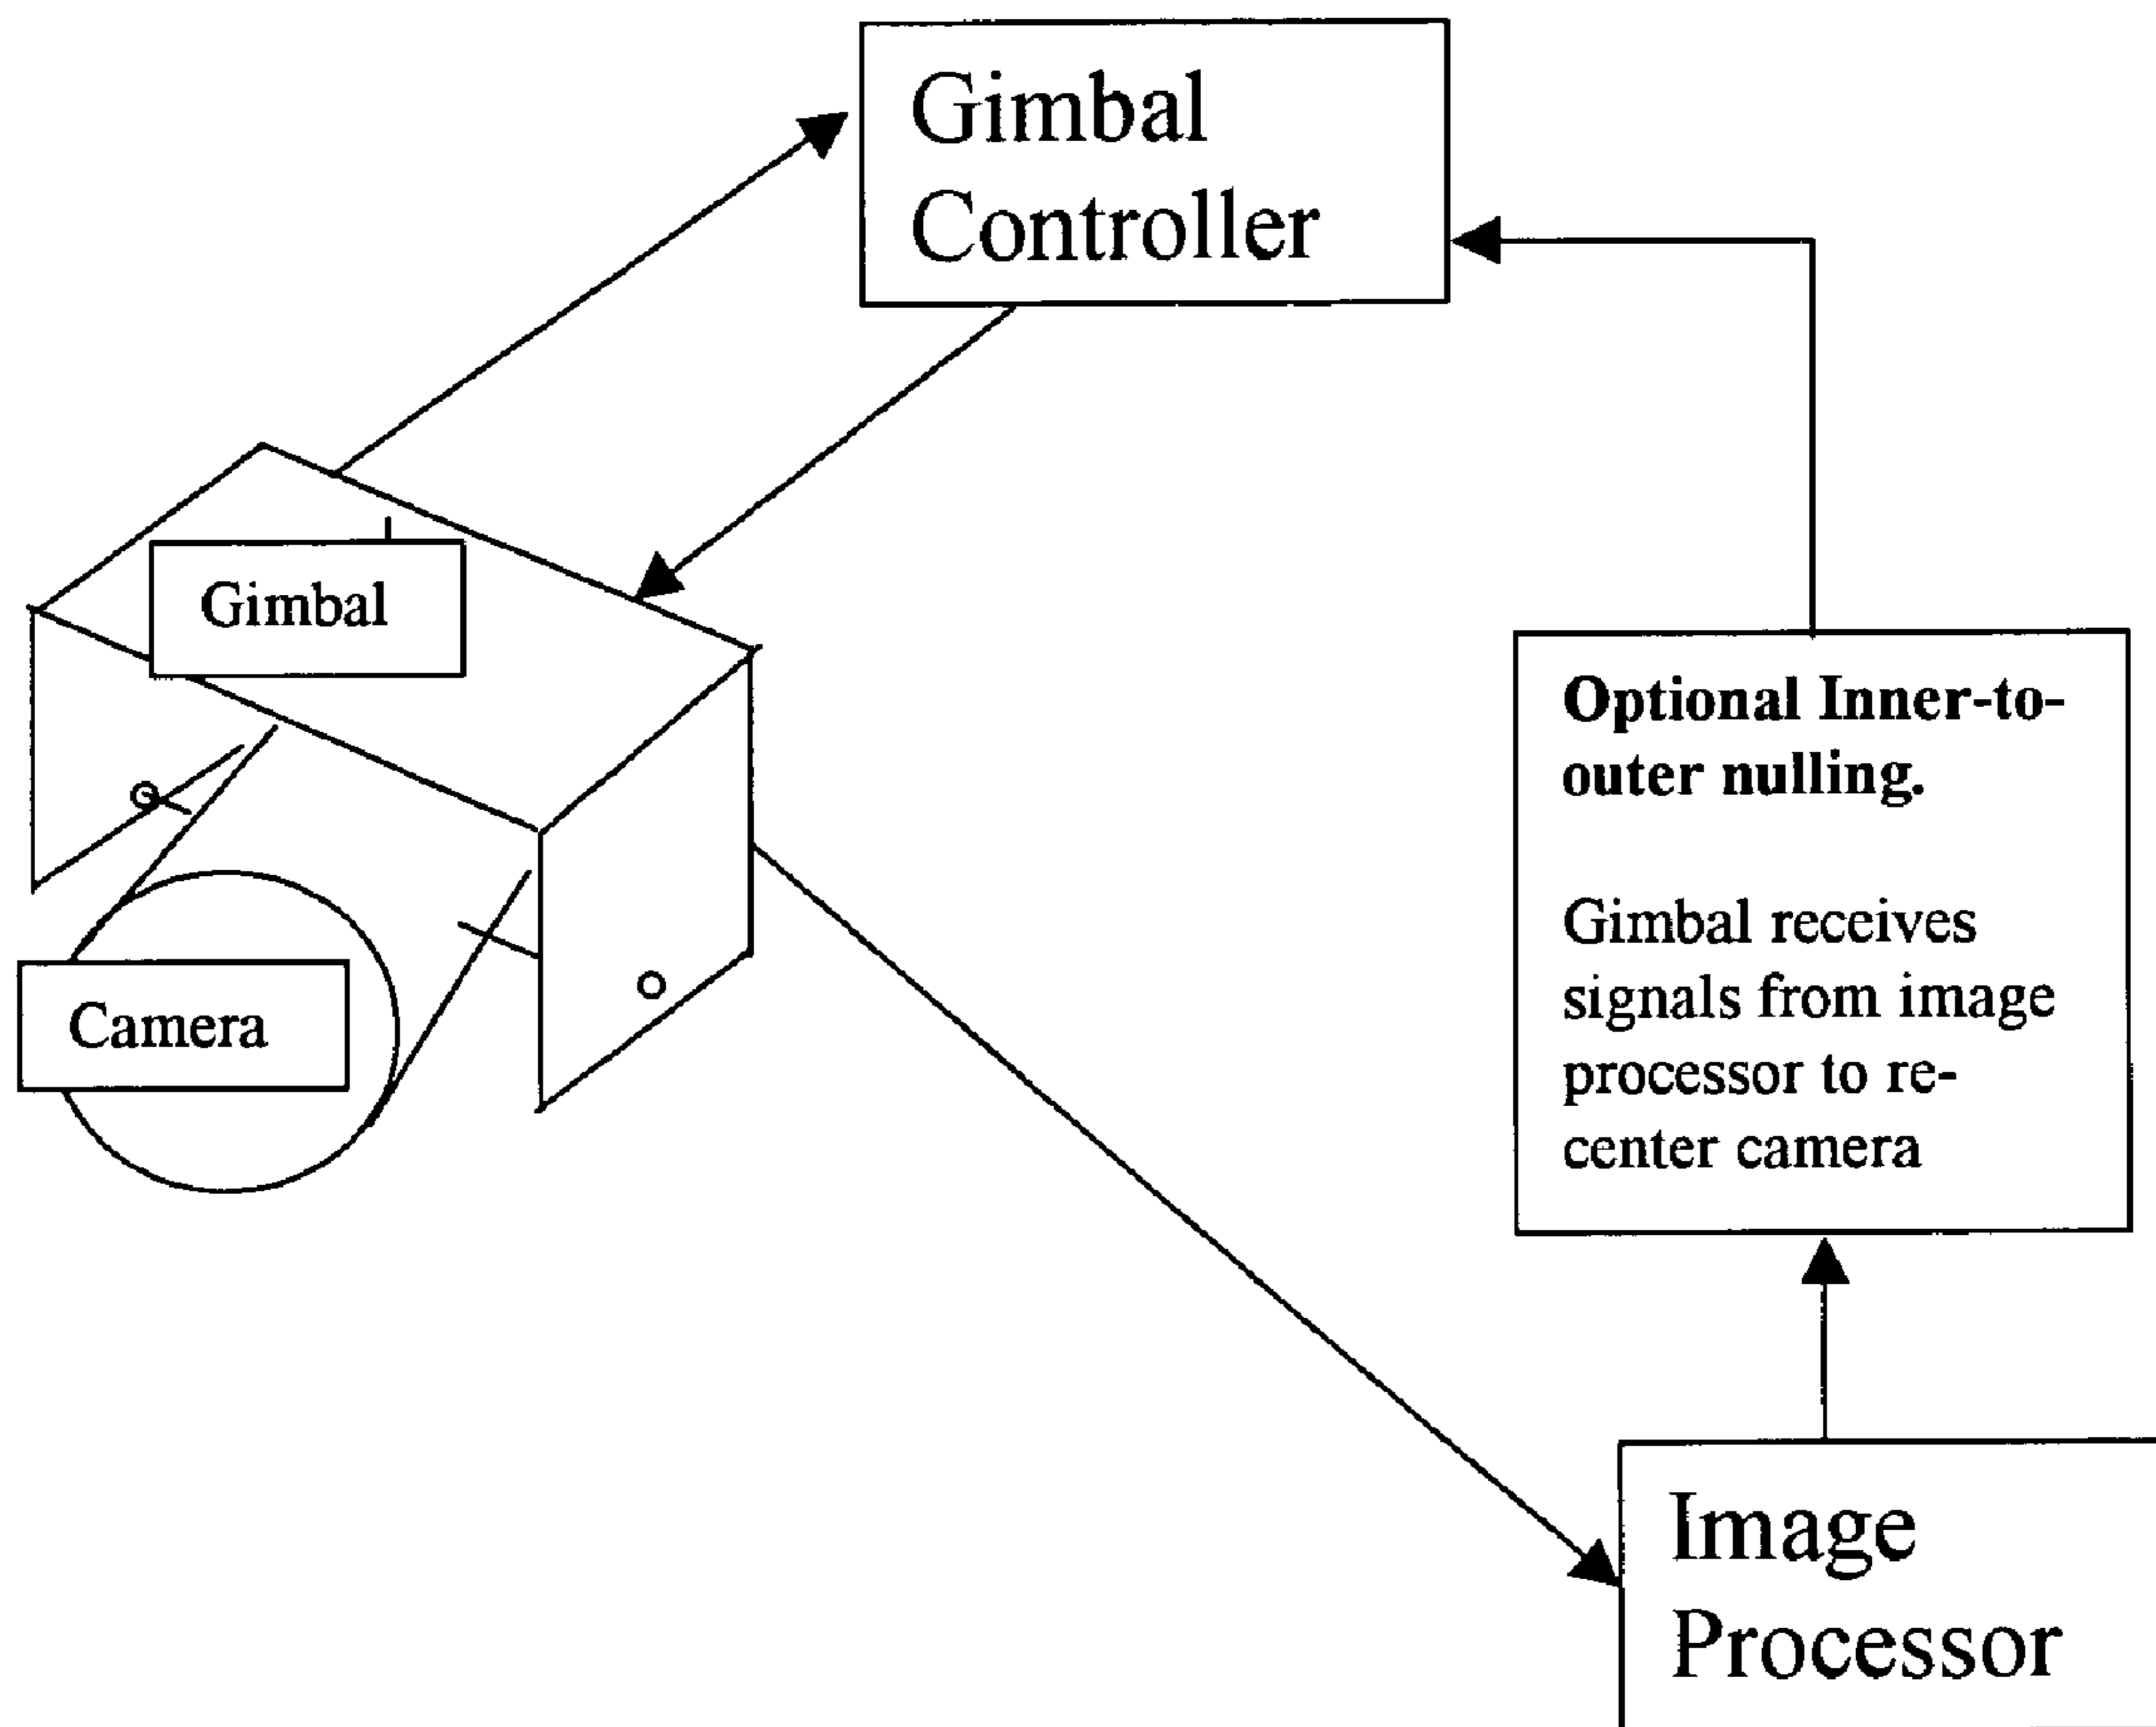 Gimbal
Controller
Gimbal
Camera
Optional Inner-to-
outer nulling.
Gimbal receives
signals from image
processor to re-
center camera
Image
Processor